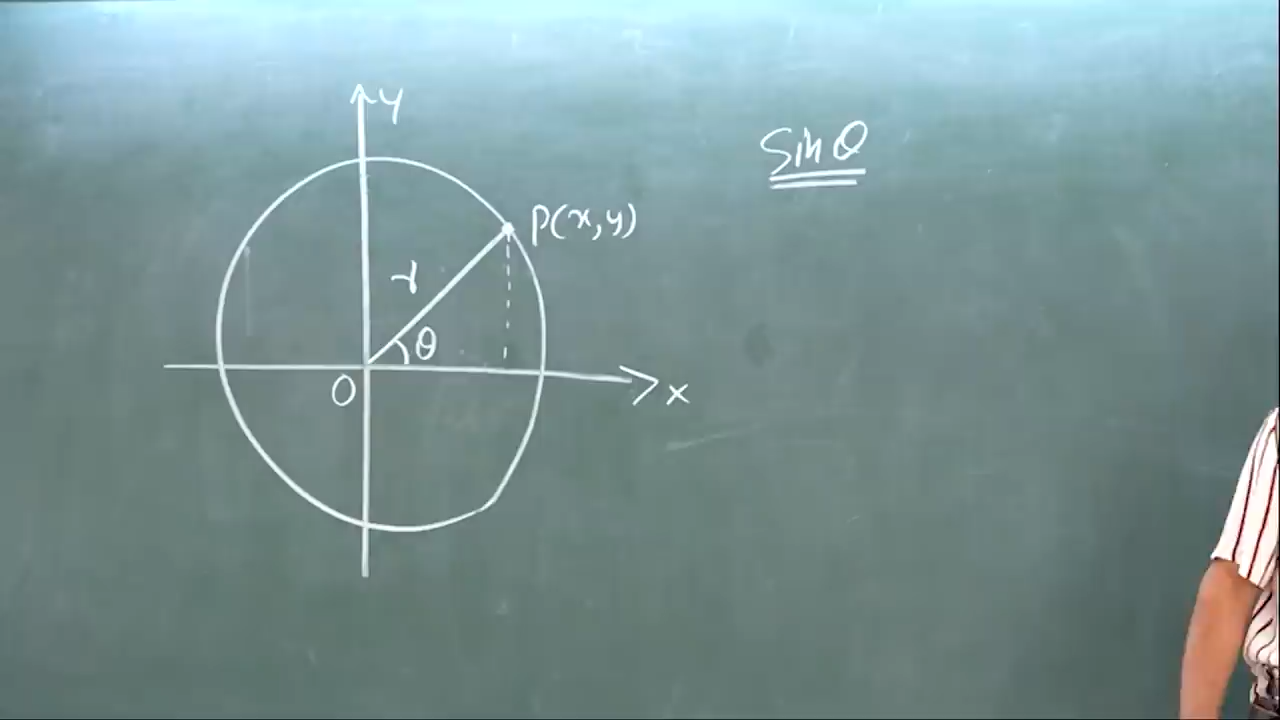 y
Sin θ
P(x,y)
r
θ
O
x